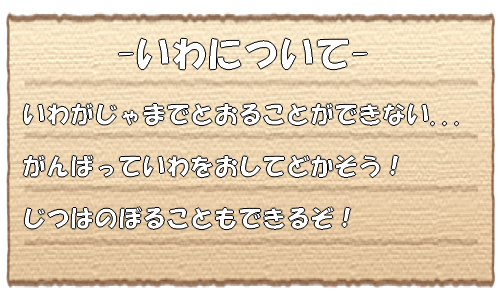 -いわについて-
いわがじゃまでとおることができない...
がんばっていわをおしてどかそう！
じつはのぼることもできるぞ！